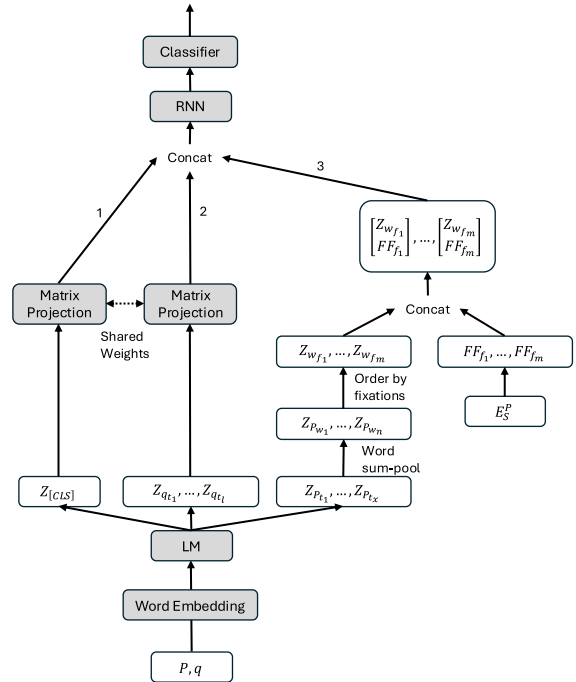 Classifier
RNN
Concat
1
2
3
[Z_{w_{f_1}} FF_{f_1}], ..., [Z_{w_{f_m}} FF_{f_m}]
Matrix
Projection
Matrix
Projection
Shared
Weights
Concat
Z_{w_{f_1}}, ..., Z_{w_{f_m}}
FF_{f_1}, ..., FF_{f_m}
Order by
fixations
E_S^P
Z_{P_{w_1}}, ..., Z_{P_{w_n}}
Word
sum-pool
Z_{[CLS]}
Z_{q_{t_1}}, ..., Z_{q_{t_l}}
Z_{P_{t_1}}, ..., Z_{P_{t_x}}
LM
Word Embedding
P, q